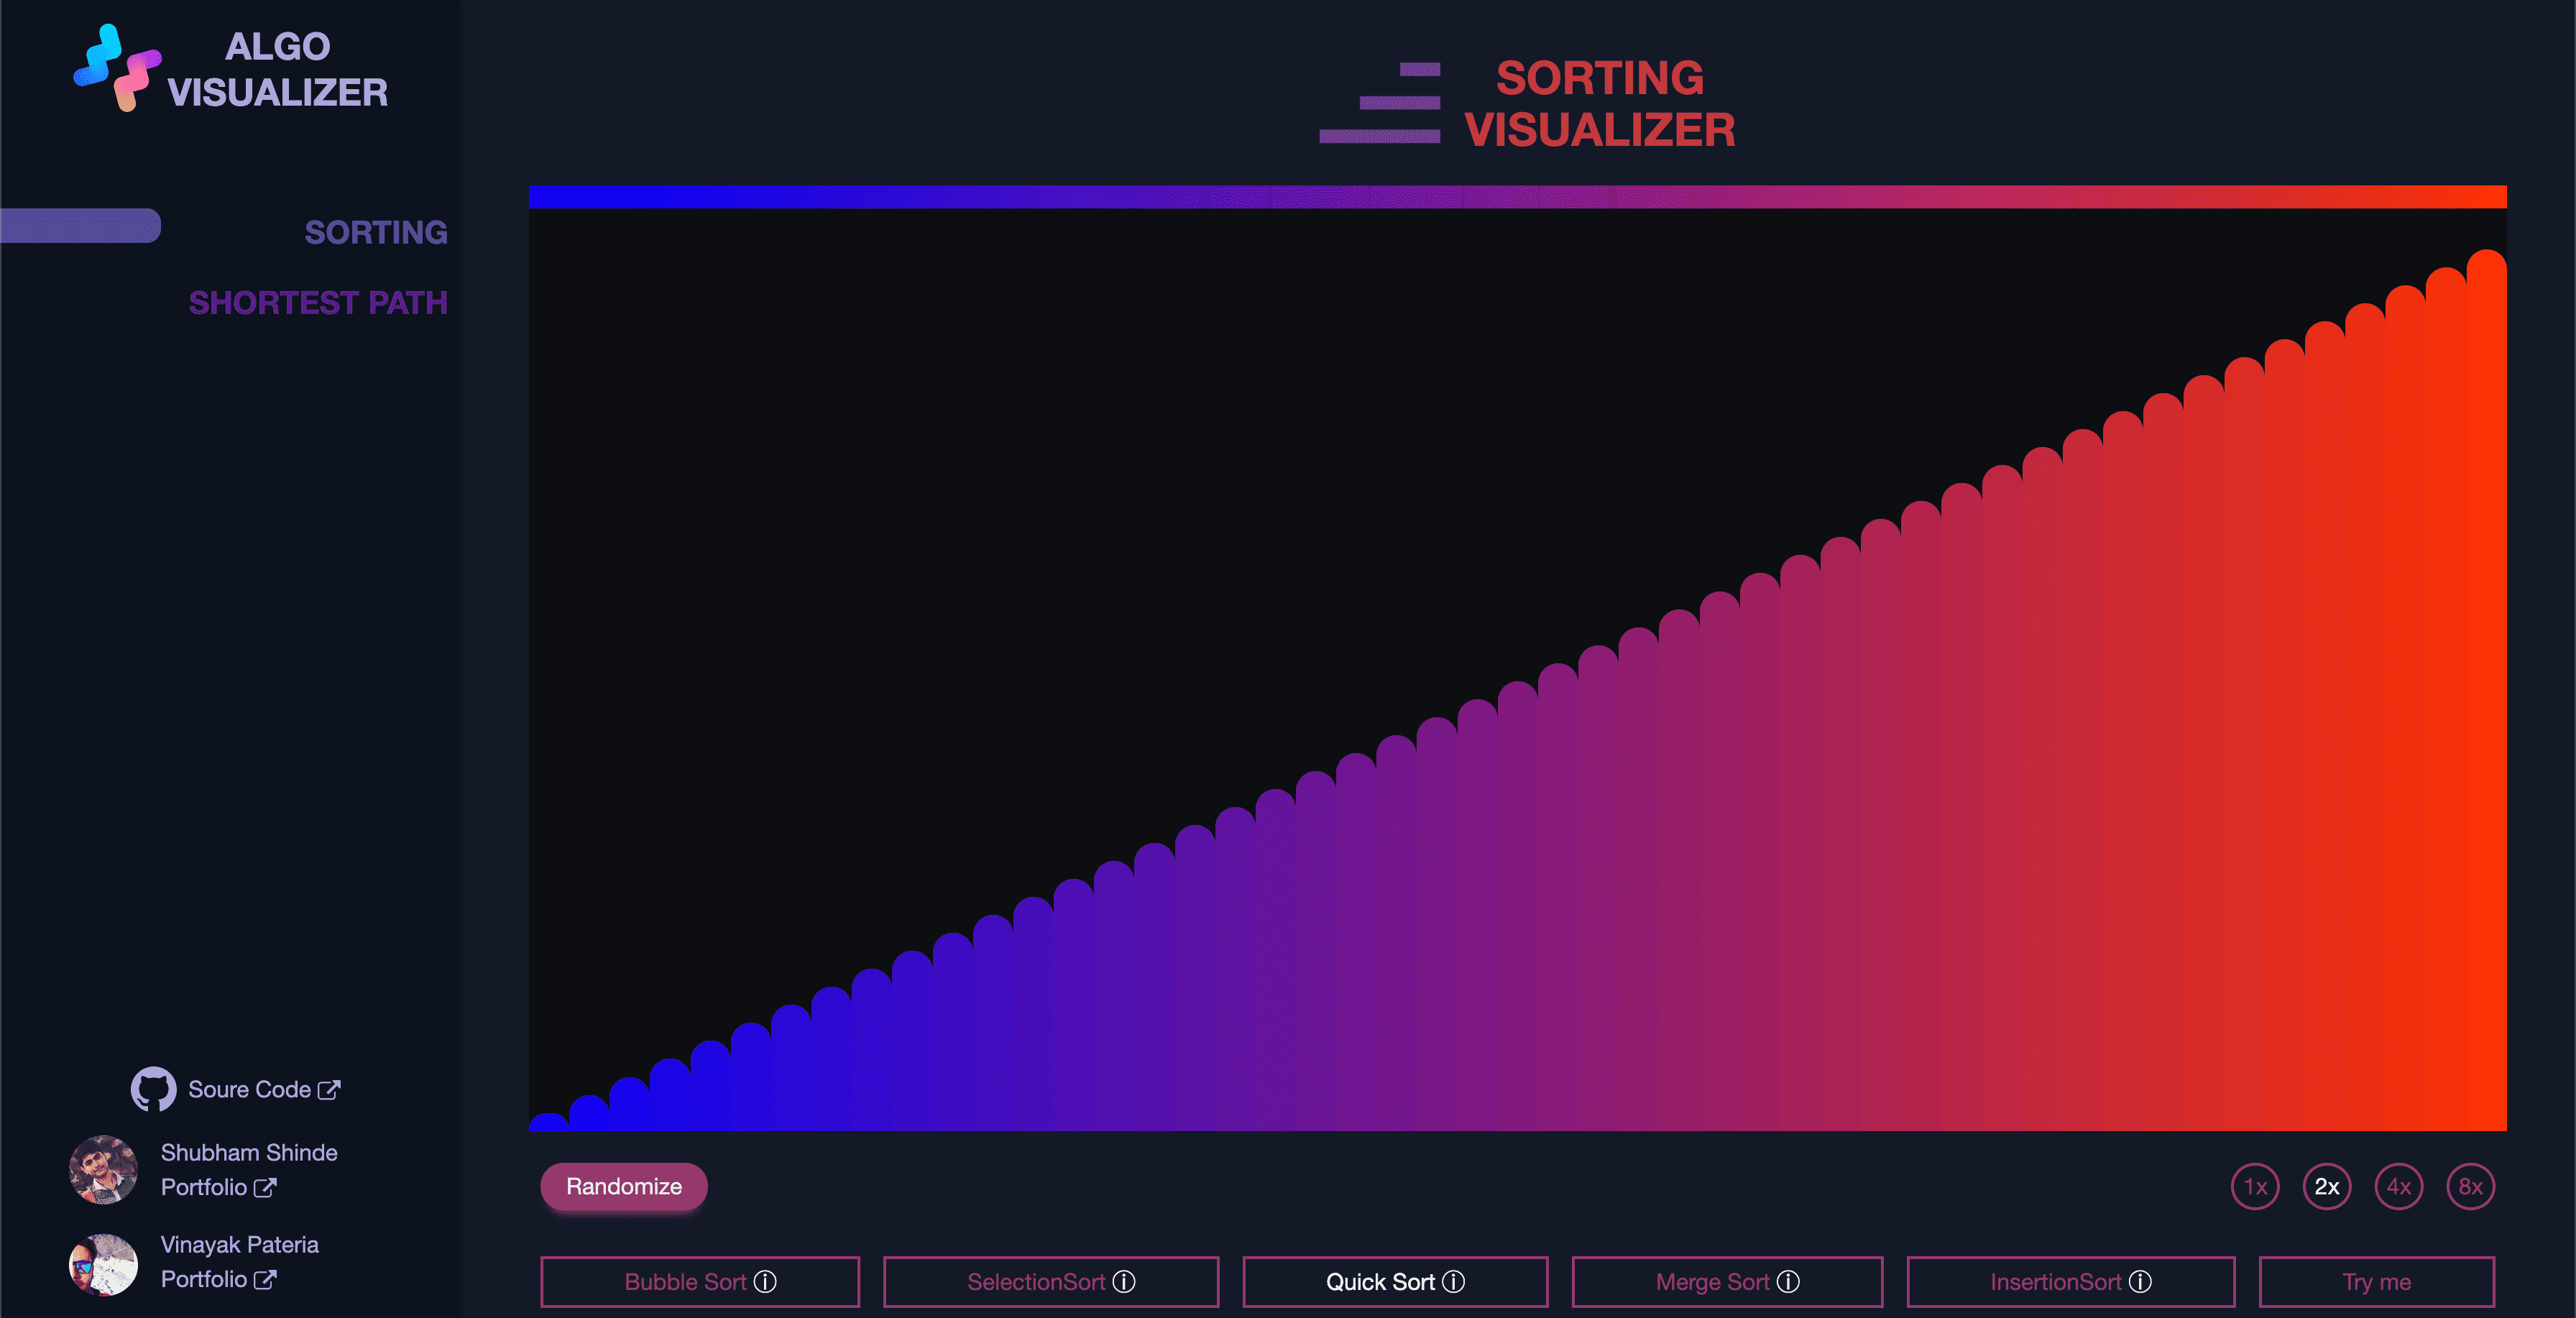 ALGO
VISUALIZER
SORTING
SHORTEST PATH
Soure Code
Shubham Shinde
Portfolio
Vinayak Pateria
Portfolio
SORTING
VISUALIZER
Randomize
1x 2x 4x 8x
Bubble Sort SelectionSort Quick Sort Merge Sort InsertionSort Try me